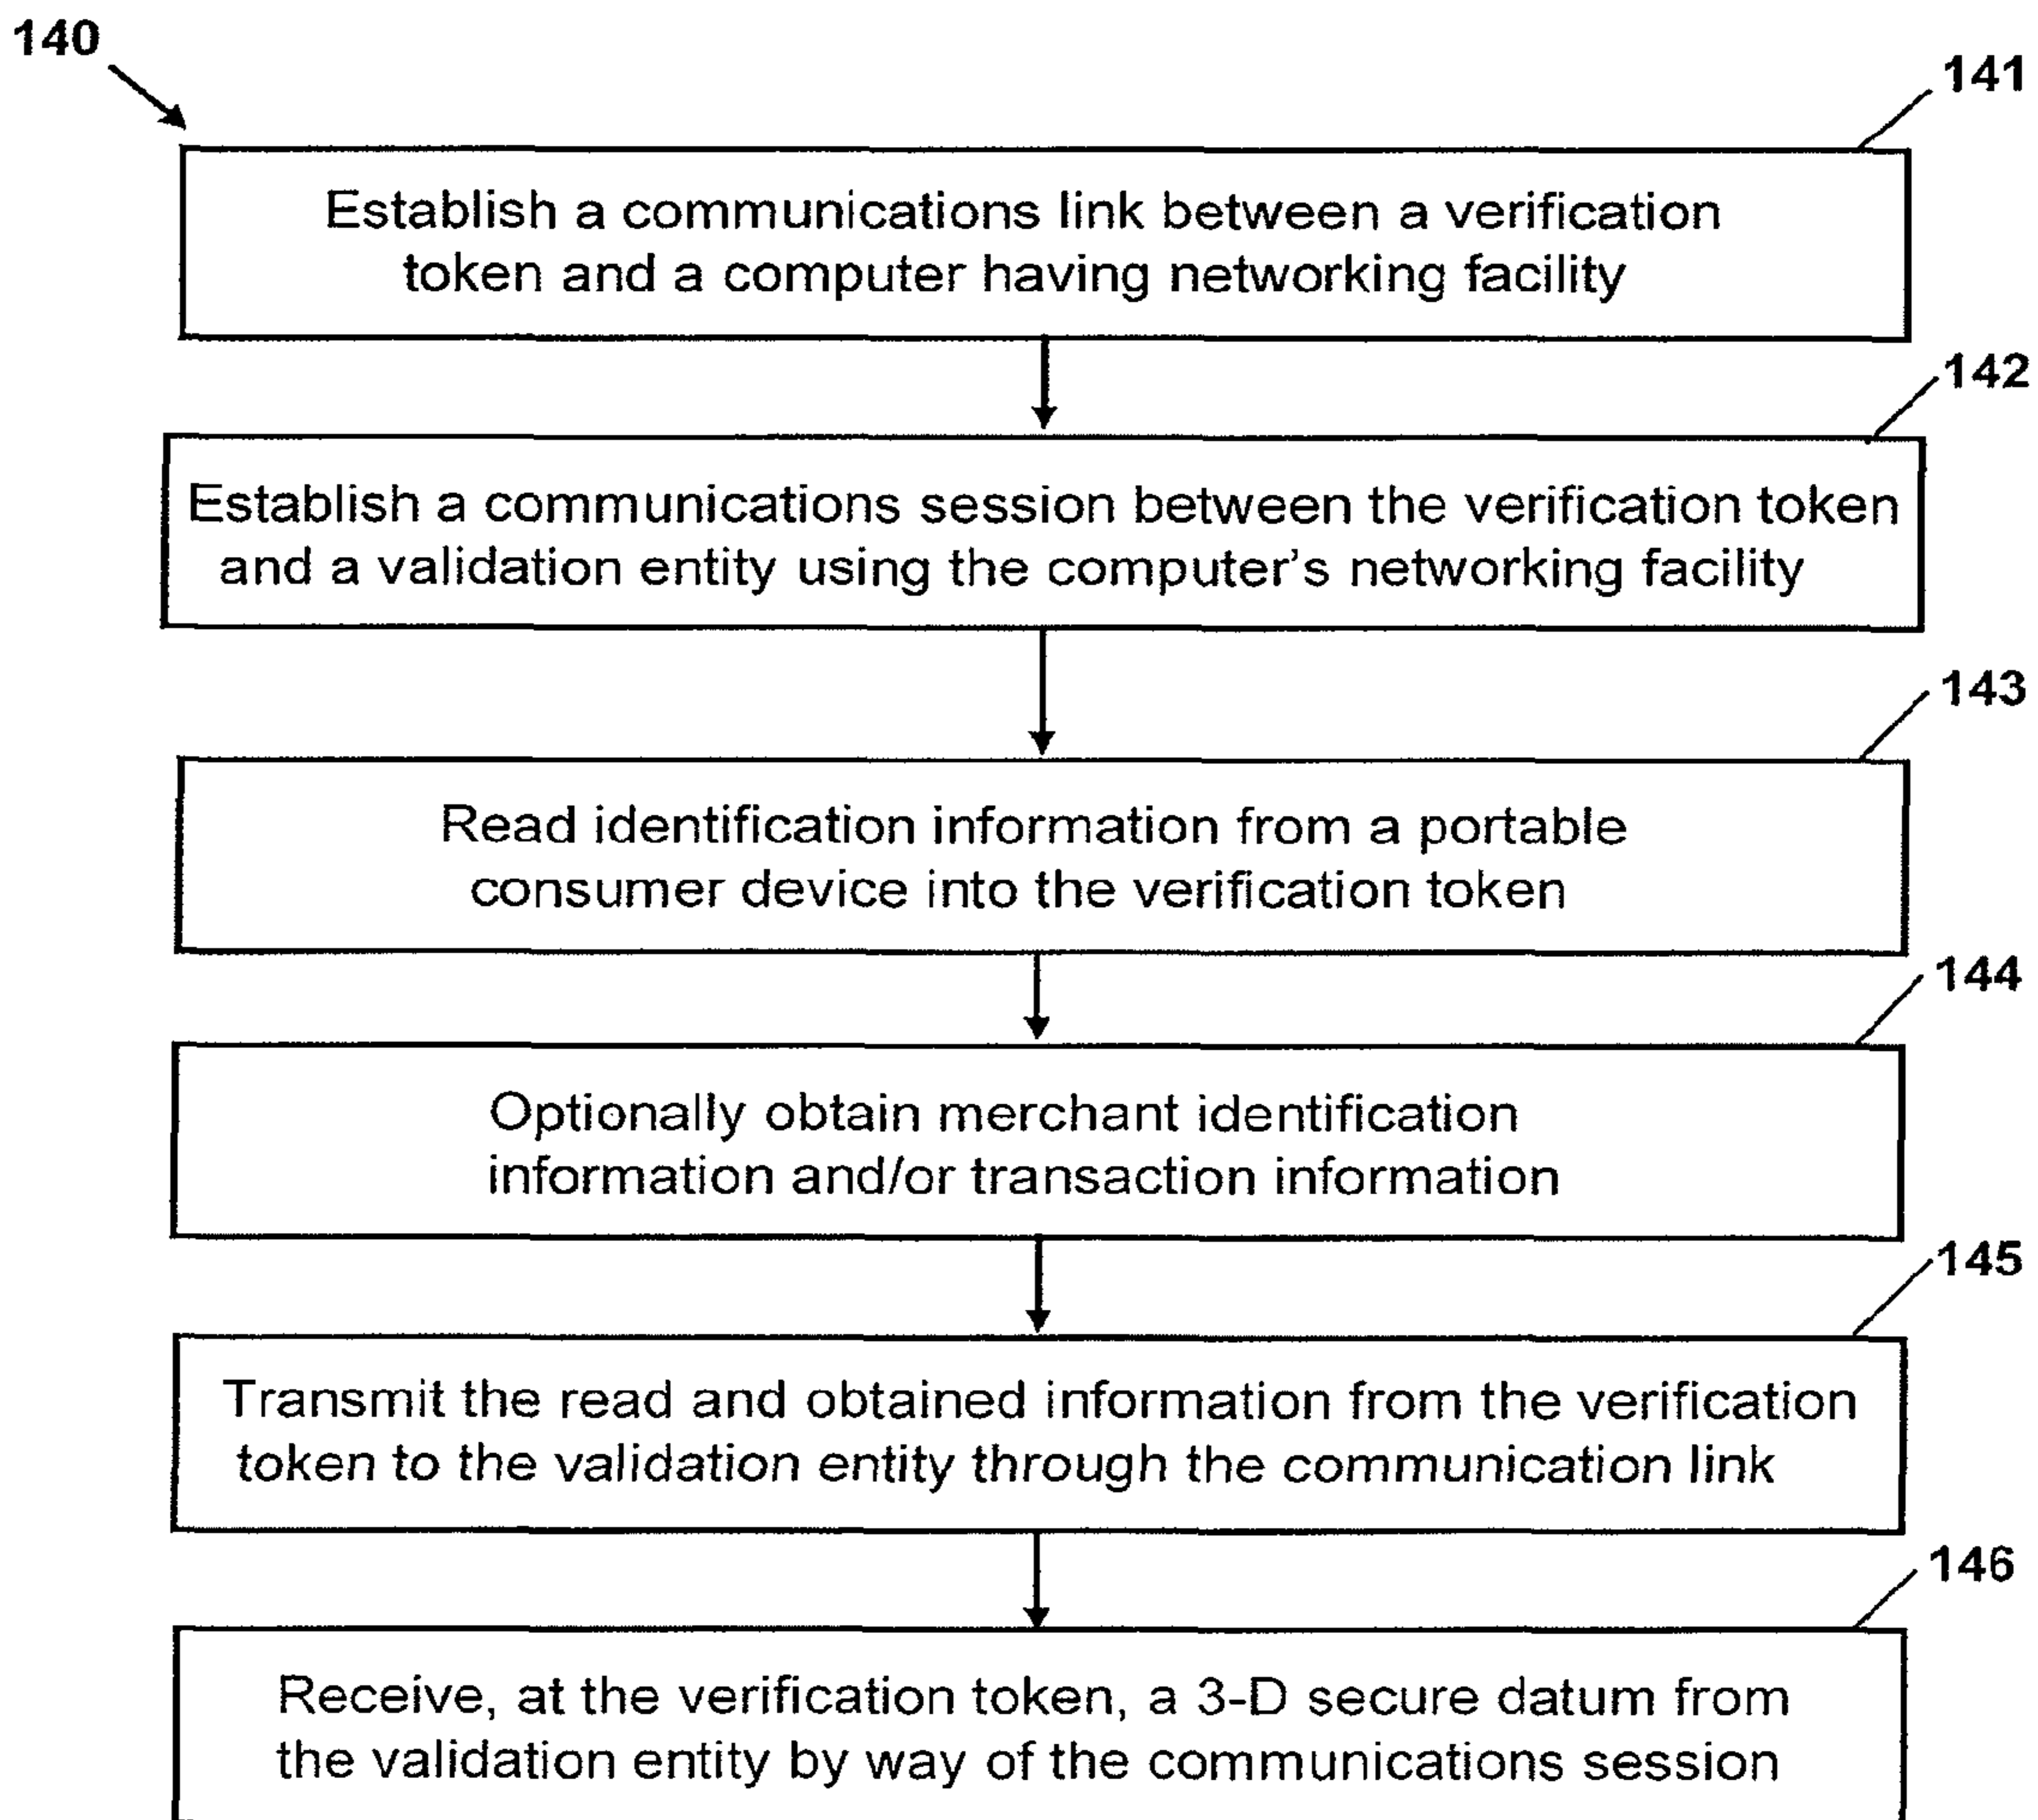 140
141
Establish a communications link between a verification
token and a computer having networking facility
142
Establish a communications session between the verification token
and a validation entity using the computer's networking facility
143
Read identification information from a portable
consumer device into the verification token
144
Optionally obtain merchant identification
information and/or transaction information
145
Transmit the read and obtained information from the verification
token to the validation entity through the communication link
146
Receive, at the verification token, a 3-D secure datum from
the validation entity by way of the communications session